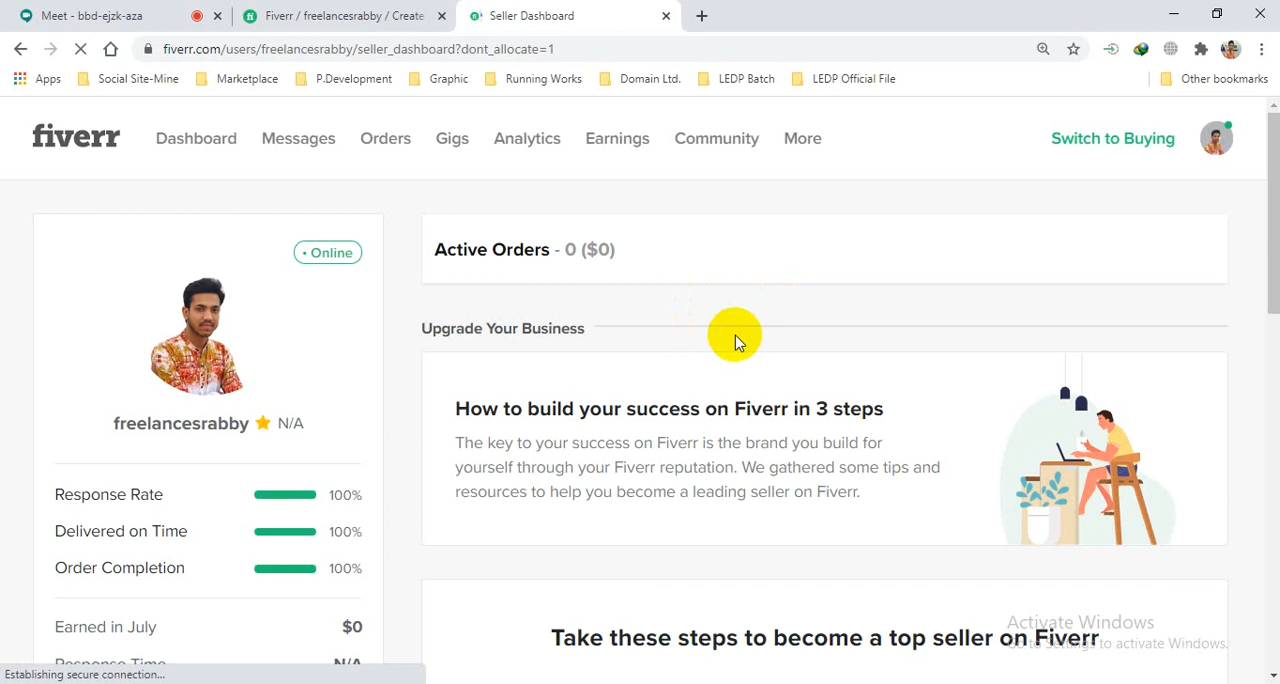 Meet - bbd-ejzk-aza
Fiverr / freelancesrabby / Create
Seller Dashboard
fiverr.com/users/freelancesrabby/seller_dashboard?dont_allocate=1
Apps Social Site-Mine Marketplace P.Development Graphic Running Works Domain Ltd. LEDP Batch LEDP Official File Other bookmarks
fiverr Dashboard Messages Orders Gigs Analytics Earnings Community More Switch to Buying
• Online
freelancesrabby N/A
Response Rate 100%
Delivered on Time 100%
Order Completion 100%
Earned in July $0
Response Time N/A
Active Orders - 0 ($0)
Upgrade Your Business
How to build your success on Fiverr in 3 steps
The key to your success on Fiverr is the brand you build for
yourself through your Fiverr reputation. We gathered some tips and
resources to help you become a leading seller on Fiverr.
Take these steps to become a top seller on Fiverr
Activate Windows
Go to Settings to activate Windows.
Establishing secure connection...